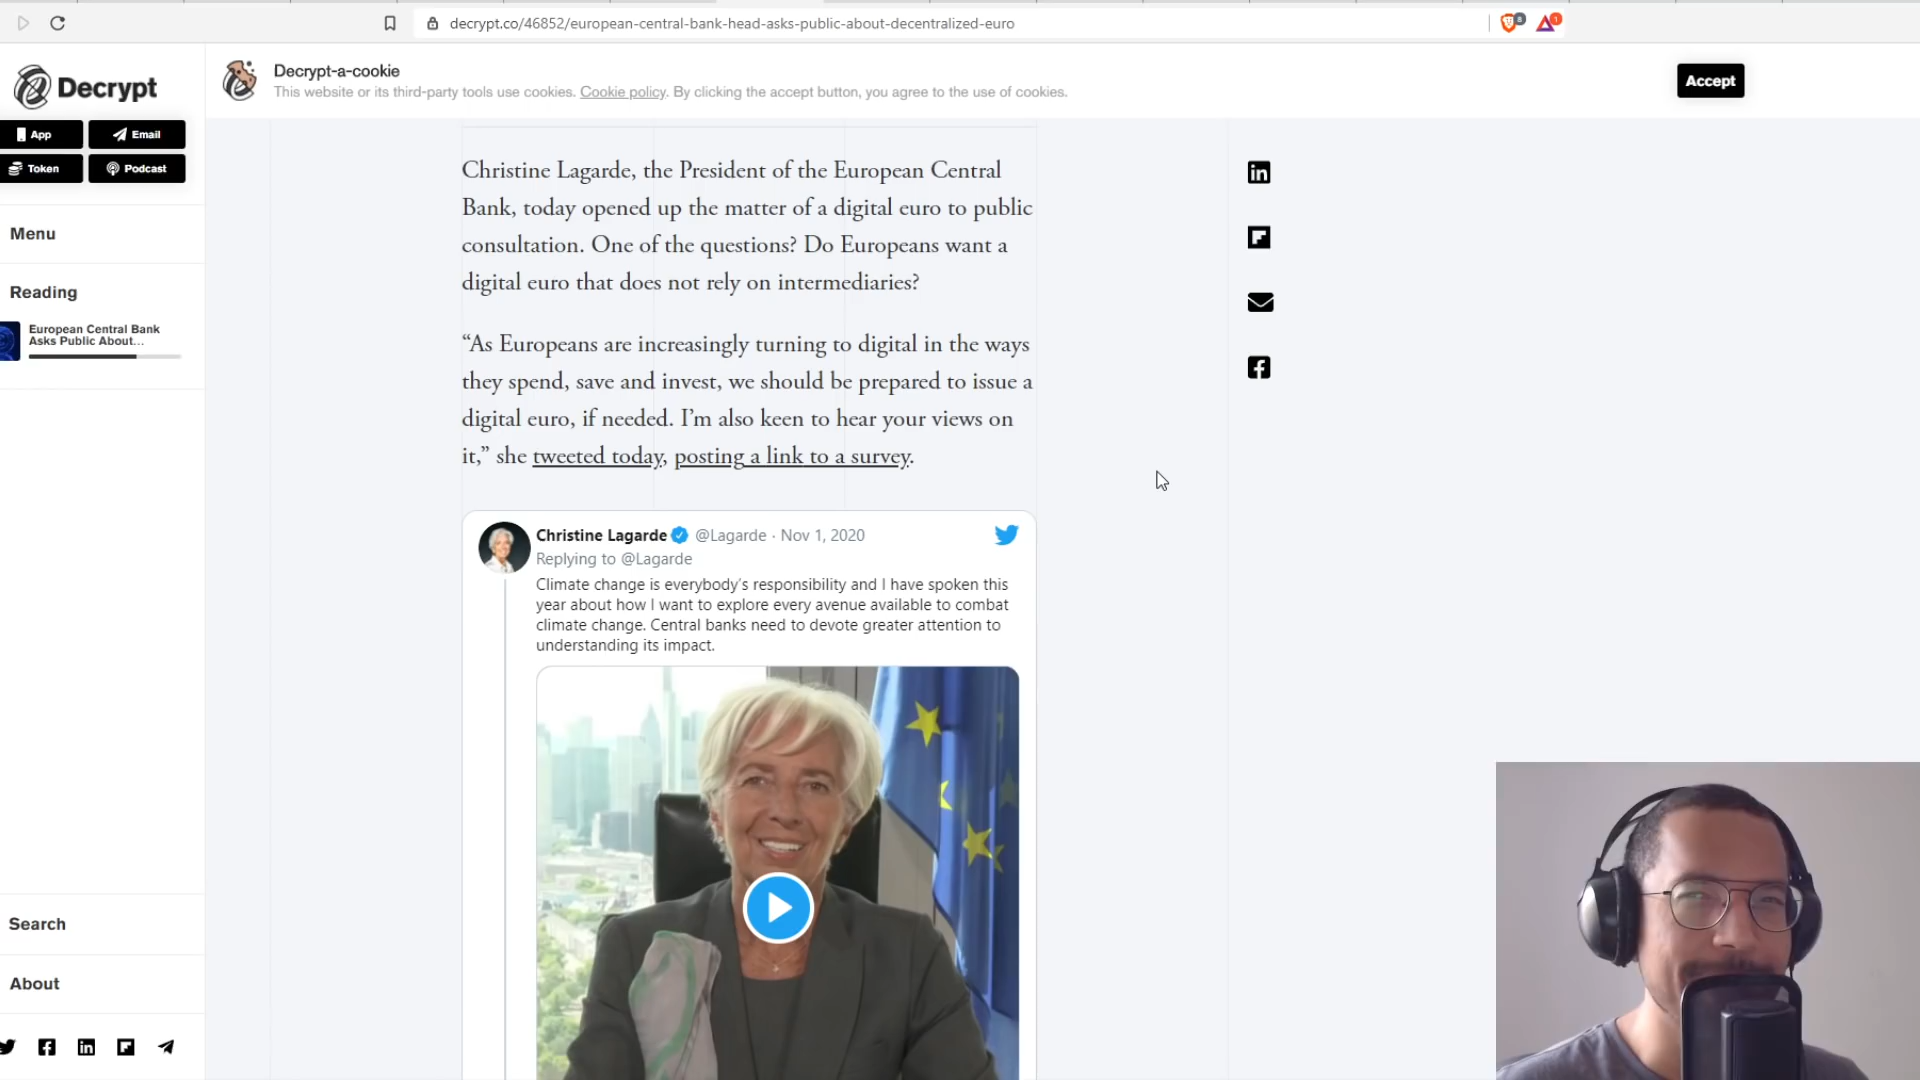 decrypt.co/46852/european-central-bank-head-asks-public-about-decentralized-euro
8
1
Decrypt
App
Email
Token
Podcast
Menu
Reading
European Central Bank
Asks Public About...
Search
About
Decrypt-a-cookie
This website or its third-party tools use cookies. Cookie policy. By clicking the accept button, you agree to the use of cookies.
Accept
Christine Lagarde, the President of the European Central
Bank, today opened up the matter of a digital euro to public
consultation. One of the questions? Do Europeans want a
digital euro that does not rely on intermediaries?
“As Europeans are increasingly turning to digital in the ways
they spend, save and invest, we should be prepared to issue a
digital euro, if needed. I’m also keen to hear your views on
it,” she tweeted today, posting a link to a survey.
Christine Lagarde @Lagarde · Nov 1, 2020
Replying to @Lagarde
Climate change is everybody's responsibility and I have spoken this
year about how I want to explore every avenue available to combat
climate change. Central banks need to devote greater attention to
understanding its impact.